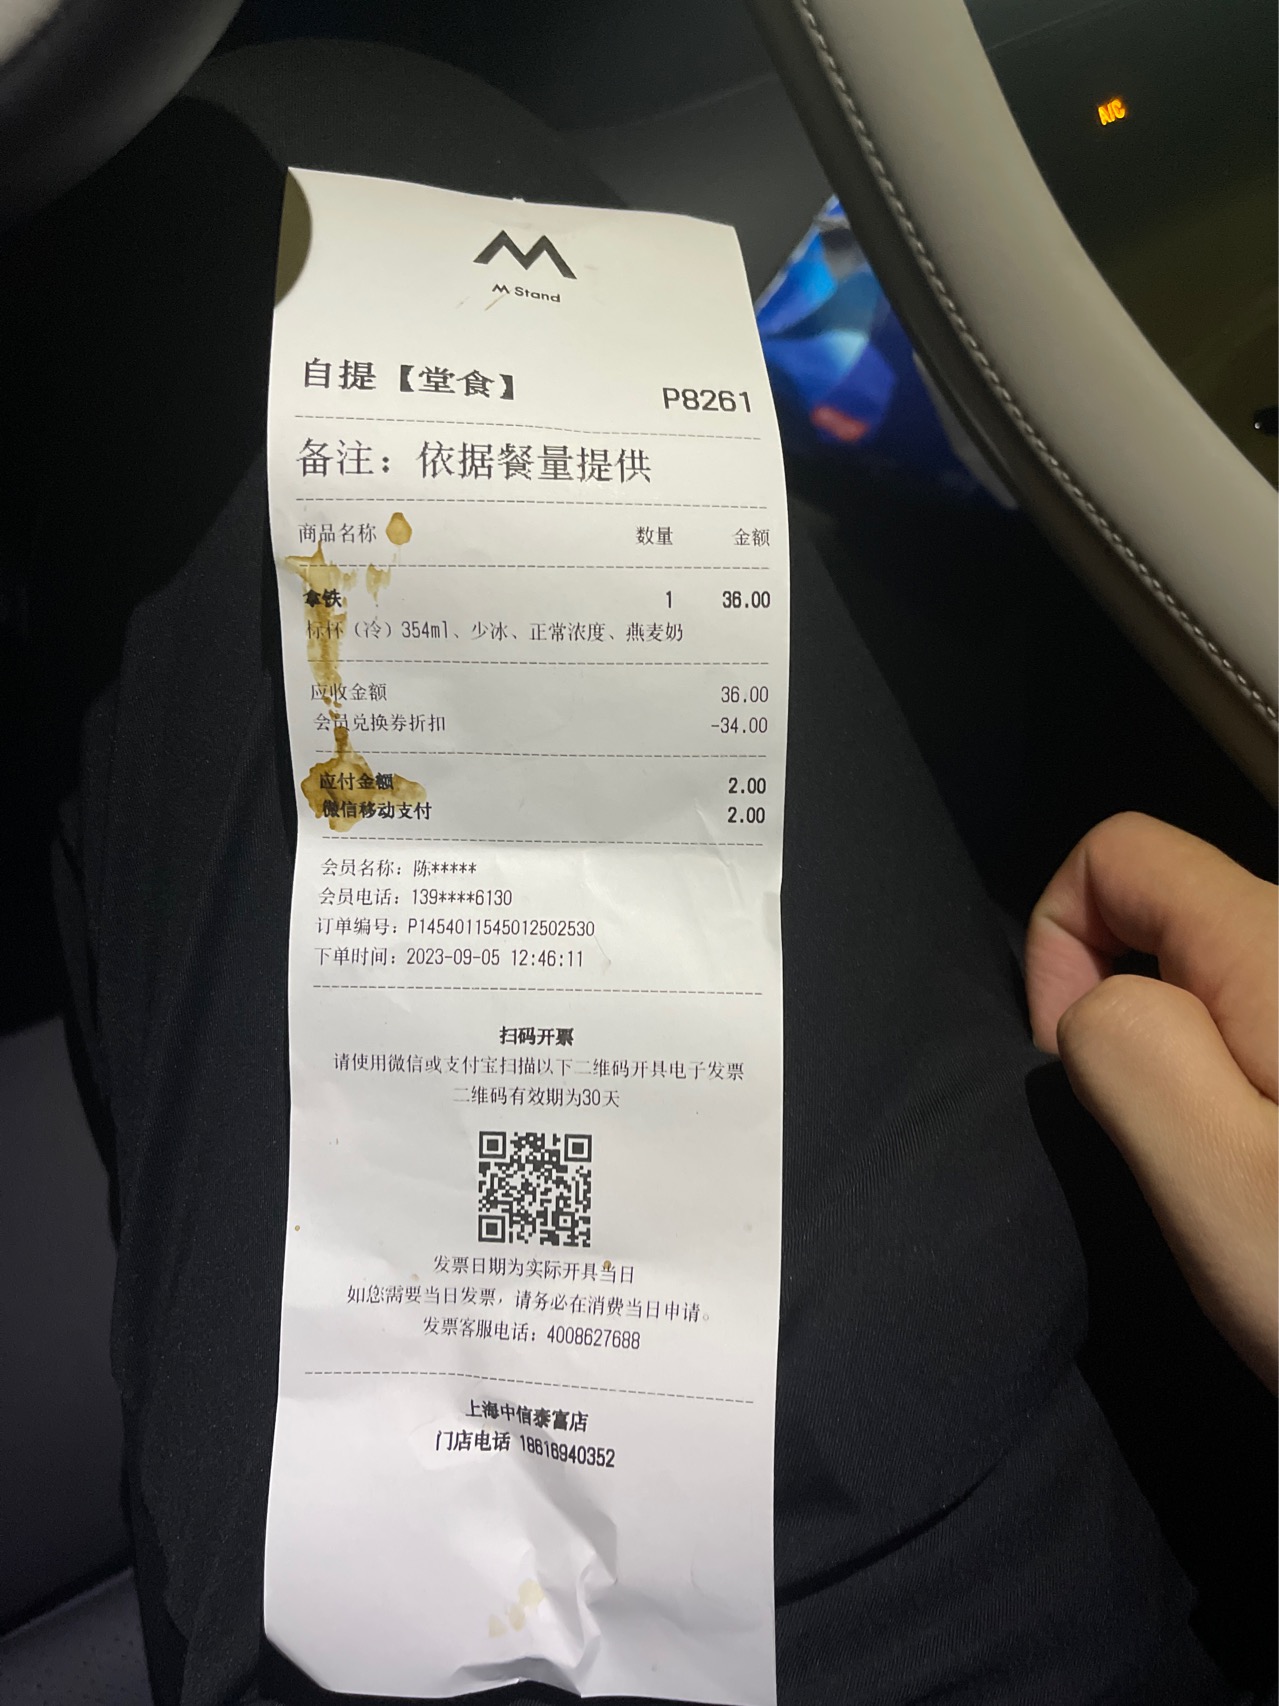 A/C
M Stand
自提【堂食】 P8261
备注：依据餐量提供
商品名称 数量 金额
拿铁 1 36.00
标杯（冷）354ml、少冰、正常浓度、燕麦奶
应收金额 36.00
会员兑换券折扣 -34.00
应付金额 2.00
微信移动支付 2.00
会员名称：陈*****
会员电话：139****6130
订单编号：P1454011545012502530
下单时间：2023-09-05 12:46:11
扫码开票
请使用微信或支付宝扫描以下二维码开具电子发票
二维码有效期为30天
发票日期为实际开具当日
如您需要当日发票，请务必在消费当日申请。
发票客服电话：4008627688
上海中信泰富店
门店电话 18616940352